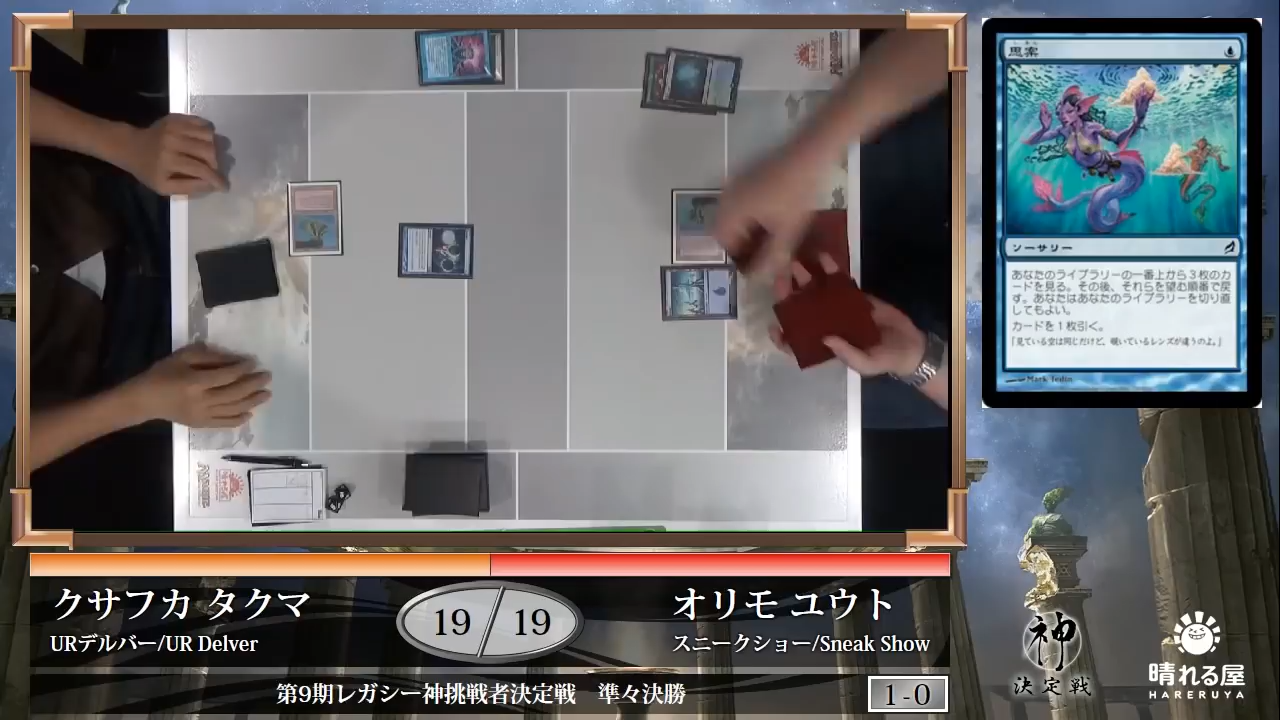 思案
ソーサリー
あなたのライブラリーの一番上から3枚のカ
ードを見る。その後、それらを望む順番で戻
す。あなたはあなたのライブラリーを切り直
してもよい。
カードを1枚引く。
「見ている空は同じだけど、覗いているレンズが違うのよ。」
Mark Tedin
クサフカ タクマ
URデルバー/UR Delver
19 / 19
オリモ ユウト
スニークショー/Sneak Show
第9期レガシー神挑戦者決定戦 準々決勝
1-0
神
決定戦
晴れる屋
HARERUYA